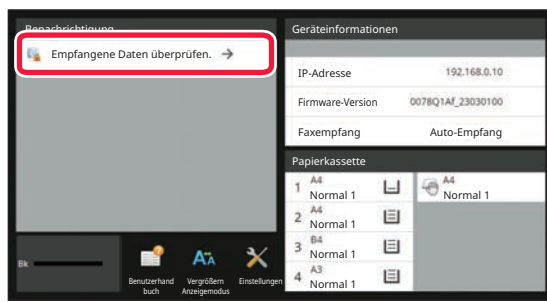 Benachrichtigung
Empfangene Daten überprüfen. →
Bk
Benutzerhand
buch
Vergrößern
Anzeigemodus
Einstellungen
Geräteinformationen
IP-Adresse 192.168.0.10
Firmware-Version 0078Q1Af_23030100
Faxempfang Auto-Empfang
Papierkassette
1 A4
Normal 1
A4
Normal 1
2 A4
Normal 1
3 B4
Normal 1
4 A3
Normal 1